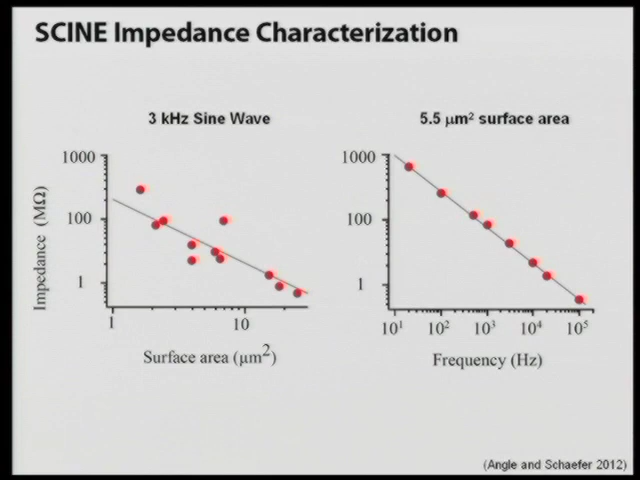 SCINE Impedance Characterization
3 kHz Sine Wave
1000
100
1
Impedance (MΩ)
1
10
Surface area (μm²)
5.5 μm² surface area
1000
100
1
10¹ 10² 10³ 10⁴ 10⁵
Frequency (Hz)
(Angle and Schaefer 2012)